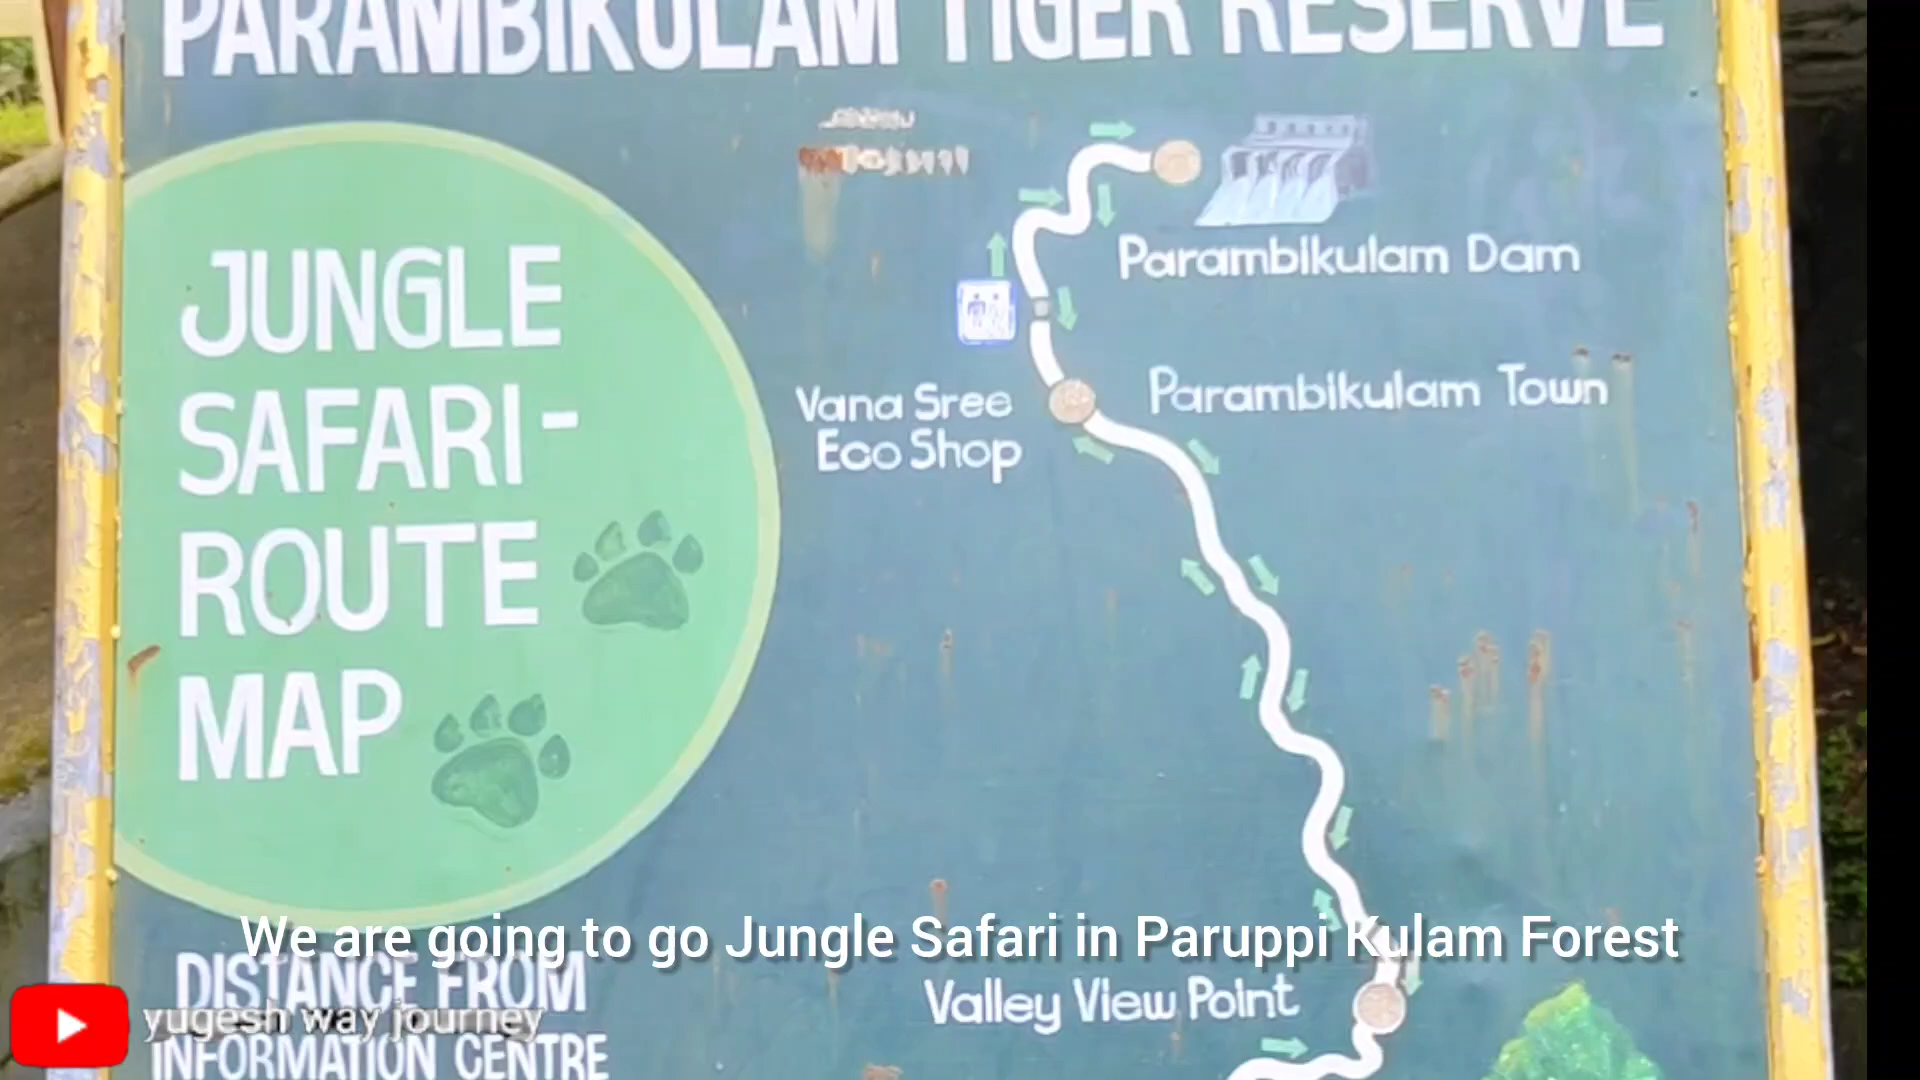 PARAMBIKULAM TIGER RESERVE
JUNGLE
SAFARI-
ROUTE
MAP
Parambikulam Dam
Vana Sree
Eco Shop
Parambikulam Town
We are going to go Jungle Safari in Paruppi Kulam Forest
Valley View Point
DISTANCE FROM
INFORMATION CENTRE
yugesh way journey